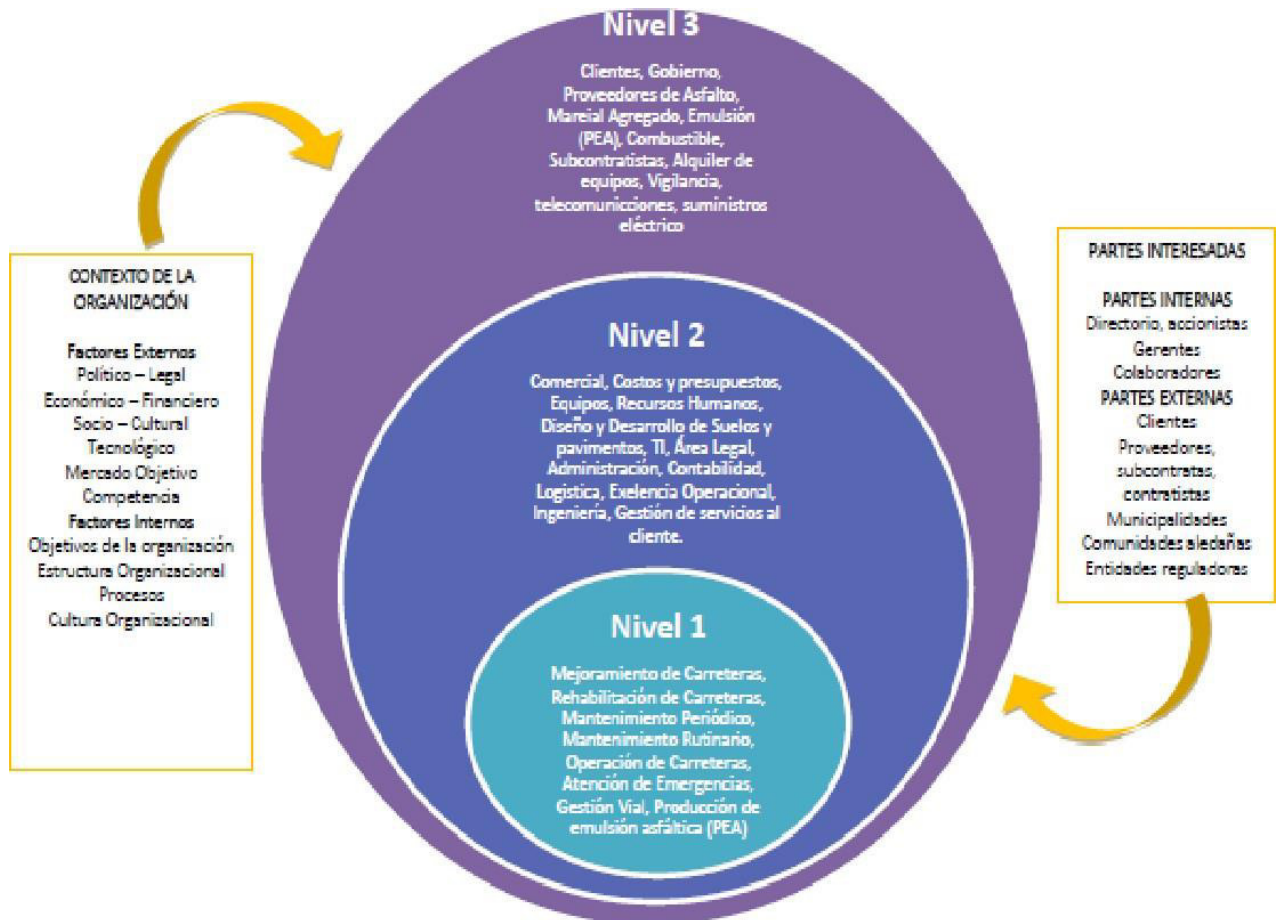 Nivel 3
Clientes, Gobierno,
Proveedores de Asfalto,
Mareial Agregado, Emulsión
(PEA), Combustible,
Subcontratistas, Alquiler de
equipos, Vigilancia,
telecomunicciones, suministros
eléctrico
CONTEXTO DE LA
ORGANIZACIÓN
Factores Externos
Político – Legal
Económico – Financiero
Socio – Cultural
Tecnológico
Mercado Objetivo
Competencia
Factores Internos
Objetivos de la organización
Estructura Organizacional
Procesos
Cultura Organizacional
Nivel 2
Comercial, Costos y presupuestos,
Equipos, Recursos Humanos,
Diseño y Desarrollo de Suelos y
pavimentos, TI, Área Legal,
Administración, Contabilidad,
Logistica, Exelencia Operacional,
Ingeniería, Gestión de servicios al
cliente.
Nivel 1
Mejoramiento de Carreteras,
Rehabilitación de Carreteras,
Mantenimiento Periódico,
Mantenimiento Rutinario,
Operación de Carreteras,
Atención de Emergencias,
Gestión Vial, Producción de
emulsión asfáltica (PEA)
PARTES INTERESADAS
PARTES INTERNAS
Directorio, accionistas
Gerentes
Colaboradores
PARTES EXTERNAS
Clientes
Proveedores,
subcontratas,
contratistas
Municipalidades
Comunidades aledañas
Entidades reguladoras